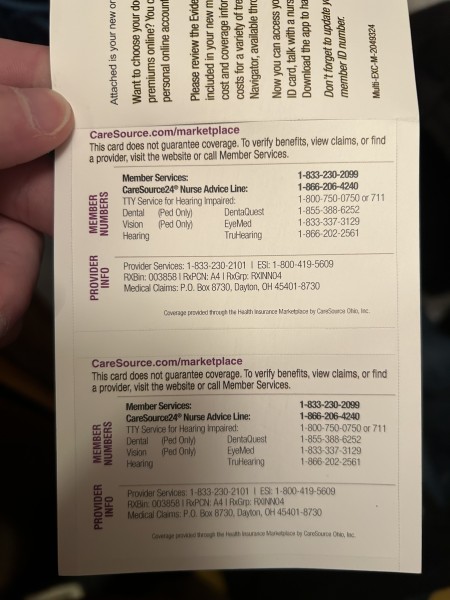 Attached is your new or
Want to choose your do
premiums online? You c
personal online accoun
Please review the Evide
included in your new m
cost and coverage infor
costs for a variety of tre
Navigator, available thro
Now you can access yo
ID card, talk with a nurs
Download the app to ha
Don't forget to update y
member ID number.
Multi-EXC-M-2049324
CareSource.com/marketplace
This card does not guarantee coverage. To verify benefits, view claims, or find
a provider, visit the website or call Member Services.
MEMBER NUMBERS
Member Services: 1-833-230-2099
CareSource24® Nurse Advice Line: 1-866-206-4240
TTY Service for Hearing Impaired: 1-800-750-0750 or 711
Dental (Ped Only) DentaQuest 1-855-388-6252
Vision (Ped Only) EyeMed 1-833-337-3129
Hearing TruHearing 1-866-202-2561
PROVIDER INFO
Provider Services: 1-833-230-2101 | ESI: 1-800-419-5609
RXBin: 003858 | RxPCN: A4 | RxGrp: RXINN04
Medical Claims: P.O. Box 8730, Dayton, OH 45401-8730
Coverage provided through the Health Insurance Marketplace by CareSource Ohio, Inc.
CareSource.com/marketplace
This card does not guarantee coverage. To verify benefits, view claims, or find
a provider, visit the website or call Member Services.
MEMBER NUMBERS
Member Services: 1-833-230-2099
CareSource24® Nurse Advice Line: 1-866-206-4240
TTY Service for Hearing Impaired: 1-800-750-0750 or 711
Dental (Ped Only) DentaQuest 1-855-388-6252
Vision (Ped Only) EyeMed 1-833-337-3129
Hearing TruHearing 1-866-202-2561
PROVIDER INFO
Provider Services: 1-833-230-2101 | ESI: 1-800-419-5609
RXBin: 003858 | RxPCN: A4 | RxGrp: RXINN04
Medical Claims: P.O. Box 8730, Dayton, OH 45401-8730
Coverage provided through the Health Insurance Marketplace by CareSource Ohio, Inc.